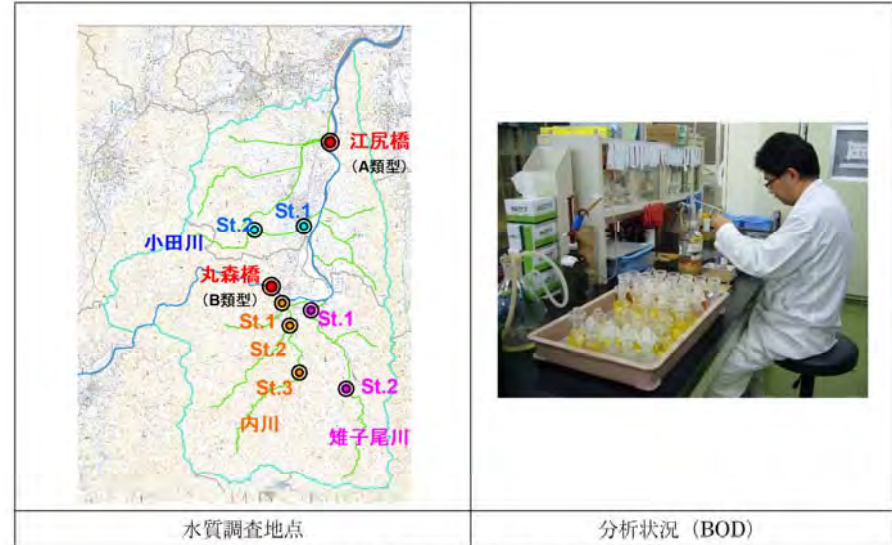 江尻橋
（A類型）
St.1
St.2
小田川
丸森橋
（B類型）
St.1
St.1
St.2
St.3
St.2
内川
雉子尾川
水質調査地点
分析状況（BOD）